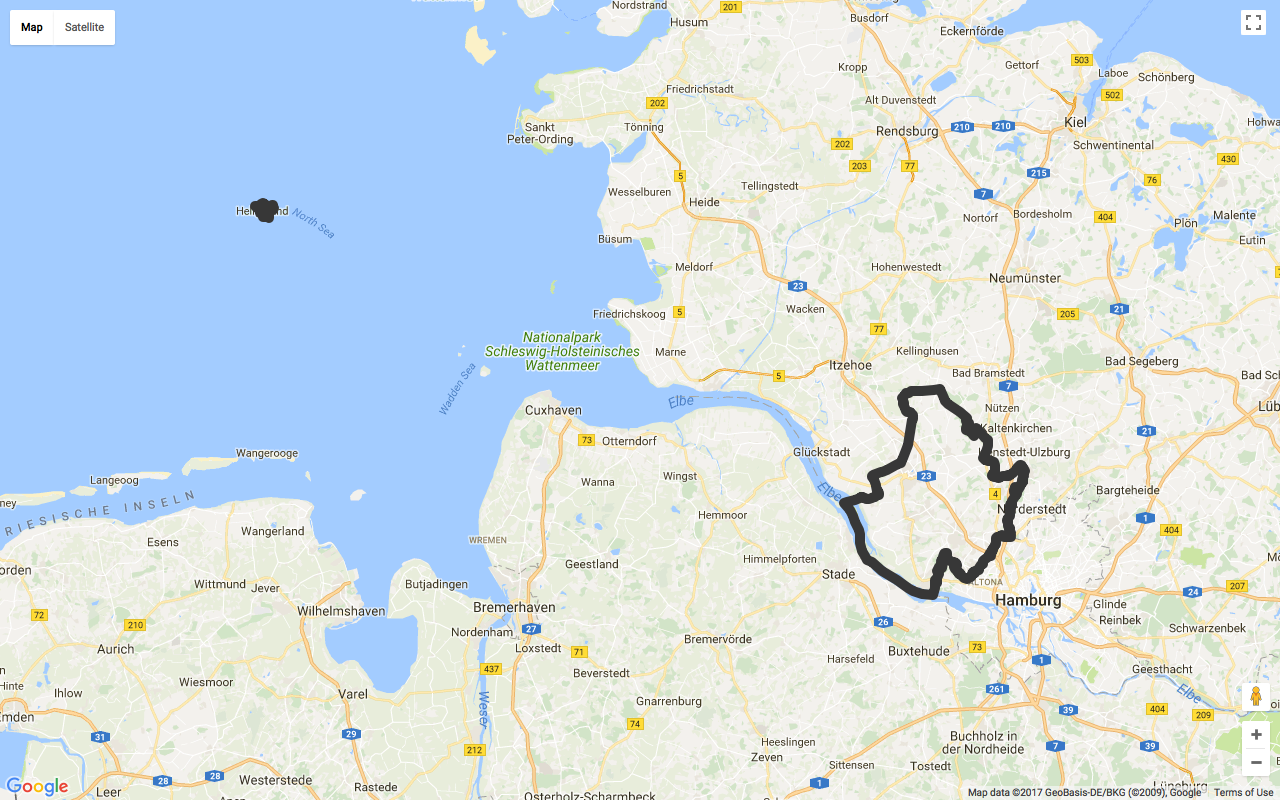 Map
Satellite
Nordstrand
201
Husum
Busdorf
Eckernförde
Kropp
Gettorf
503
Laboe
Schönberg
Friedrichstadt
202
Alt Duvenstedt
502
Sankt
Peter-Ording
Tönning
Rendsburg
210
210
Kiel
202
Schwentinental
203
77
430
5
215
76
Wesselburen
Tellingstedt
7
Heide
North Sea
Nortorf
Bordesholm
404
Malente
Plön
Büsum
Eutin
Meldorf
Hohenwestedt
Neumünster
23
Friedrichskoog
5
Wacken
205
21
77
Nationalpark
Schleswig-Holsteinisches
Wattenmeer
Marne
Kellinghusen
Itzehoe
Bad Segeberg
5
Bad Bramstedt
7
Wadden Sea
Elbe
Cuxhaven
Nützen
Kaltenkirchen
21
73
Otterndorf
Glückstadt
Wangerooge
Langeoog
Wanna
Wingst
23
Elbe
4
Bargteheide
Norderstedt
RIESISCHE INSELN
Hemmoor
1
404
Wangerland
Esens
WREMEN
Himmelpforten
Geestland
Stade
ALTONA
Wittmund
Jever
Butjadingen
207
24
Hamburg
Glinde
Reinbek
Wilhelmshaven
Bremerhaven
72
210
Nordenham
27
26
Schwarzenbek
Aurich
Loxstedt
71
Bremervörde
Buxtehude
73
Harsefeld
1
437
Beverstedt
Geesthacht
Wiesmoor
Hinte
Ihlow
Varel
Weser
Gnarrenburg
261
Elbe
39
404
209
Emden
31
29
74
212
Heeslingen
Zeven
Buchholz in
der Nordheide
7
39
Sittensen
Tostedt
Google
Leer
28
28
Westerstede
Rastede
1
Osterholz-Scharmbeck
Lüneburg
Map data ©2017 GeoBasis-DE/BKG (©2009), Google
Terms of Use